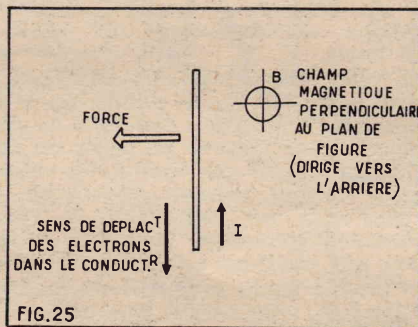 B
CHAMP
MAGNETIQUE
PERPENDICULAIRE
AU PLAN DE
FIGURE
(DIRIGE VERS
L'ARRIERE)
FORCE
SENS DE DEPLACT
DES ELECTRONS
DANS LE CONDUCT.R
I
FIG.25